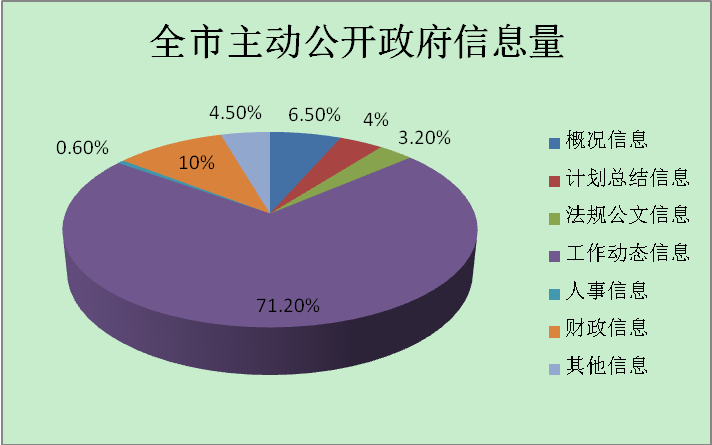 全市主动公开政府信息量
4.50%
6.50%
4%
3.20%
0.60%
10%
71.20%
概况信息
计划总结信息
法规公文信息
工作动态信息
人事信息
财政信息
其他信息